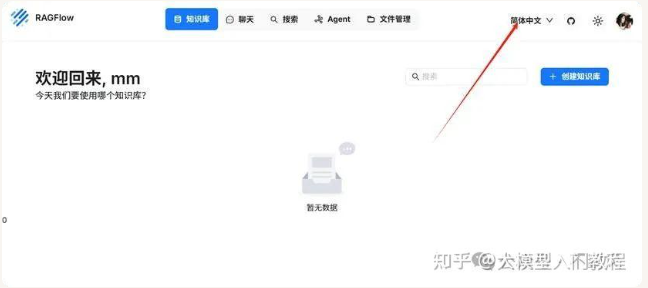 RAGFlow
知识库 聊天 搜索 Agent 文件管理
简体中文
欢迎回来, mm
今天我们要使用哪个知识库?
搜索
+ 创建知识库
暂无数据
0
知乎 @大模型入门教程